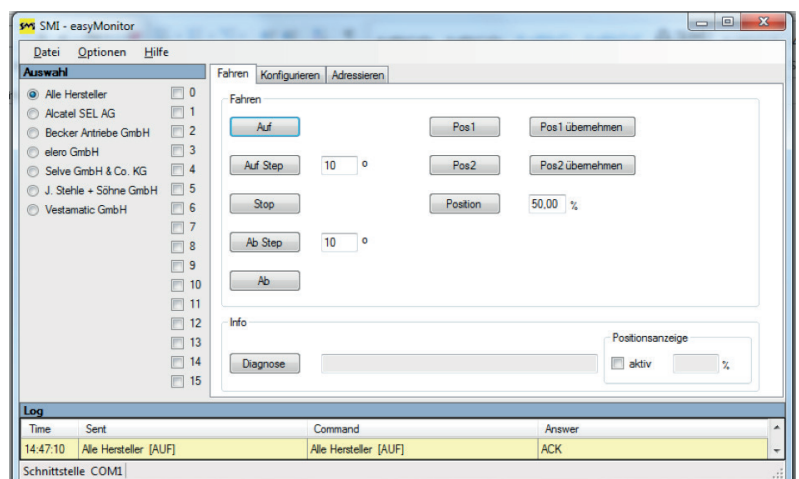 SMI - easyMonitor
Datei Optionen Hilfe
Auswahl
Alle Hersteller
Alcatel SEL AG
Becker Antriebe GmbH
elero GmbH
Selve GmbH & Co. KG
J. Stehle + Söhne GmbH
Vestamatic GmbH
0
1
2
3
4
5
6
7
8
9
10
11
12
13
14
15
Fahren Konfigurieren Adressieren
Fahren
Auf Pos1 Pos1 übernehmen
Auf Step 10 ° Pos2 Pos2 übernehmen
Stop Position 50,00 %
Ab Step 10 °
Ab
Info
Positionsanzeige
Diagnose aktiv %
Log
Time Sent Command Answer
14:47:10 Alle Hersteller [AUF] Alle Hersteller [AUF] ACK
Schnittstelle COM1